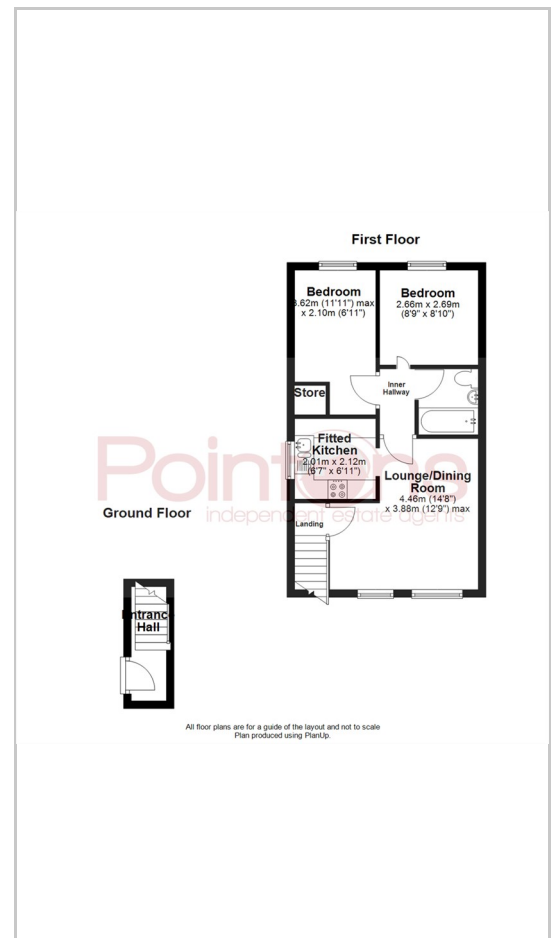 First Floor
Bedroom
3.62m (11'11") max
x 2.10m (6'11")
Bedroom
2.66m x 2.69m
(8'9" x 8'10")
Inner
Hallway
Store
Fitted
Kitchen
2.01m x 2.12m
(6'7" x 6'11")
Lounge/Dining
Room
4.46m (14'8")
x 3.88m (12'9") max
Pointons
independent estate agents
Landing
Ground Floor
Entrance
Hall
All floor plans are for a guide of the layout and not to scale
Plan produced using PlanUp.